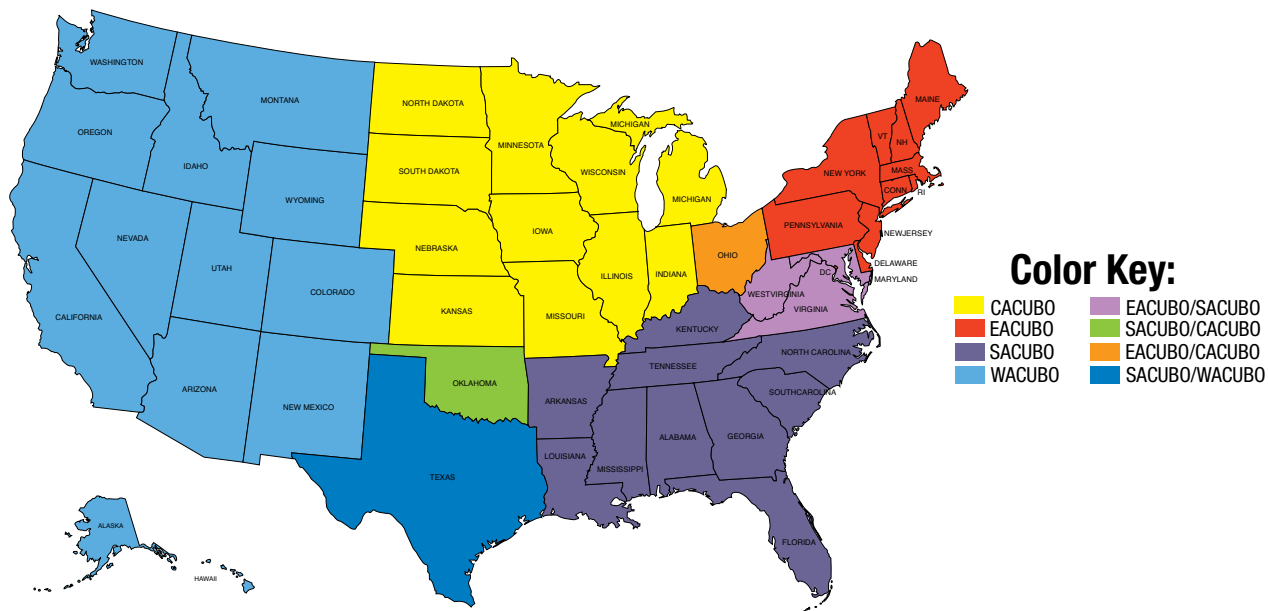 WASHINGTON
MONTANA
OREGON
IDAHO
WYOMING
NEVADA
UTAH
COLORADO
CALIFORNIA
ARIZONA
NEW MEXICO
ALASKA
HAWAII
NORTH DAKOTA
SOUTH DAKOTA
NEBRASKA
KANSAS
MINNESOTA
IOWA
MISSOURI
WISCONSIN
MICHIGAN
MICHIGAN
ILLINOIS
INDIANA
OHIO
OKLAHOMA
TEXAS
ARKANSAS
LOUISIANA
MISSISSIPPI
ALABAMA
GEORGIA
FLORIDA
TENNESSEE
KENTUCKY
NORTH CAROLINA
SOUTHCAROLINA
WESTVIRGINIA
VIRGINIA
DC
MAINE
VT
NH
MASS
CONN
RI
NEW YORK
PENNSYLVANIA
NEWJERSEY
DELAWARE
MARYLAND
Color Key:
CACUBO
EACUBO
SACUBO
WACUBO
EACUBO/SACUBO
SACUBO/CACUBO
EACUBO/CACUBO
SACUBO/WACUBO